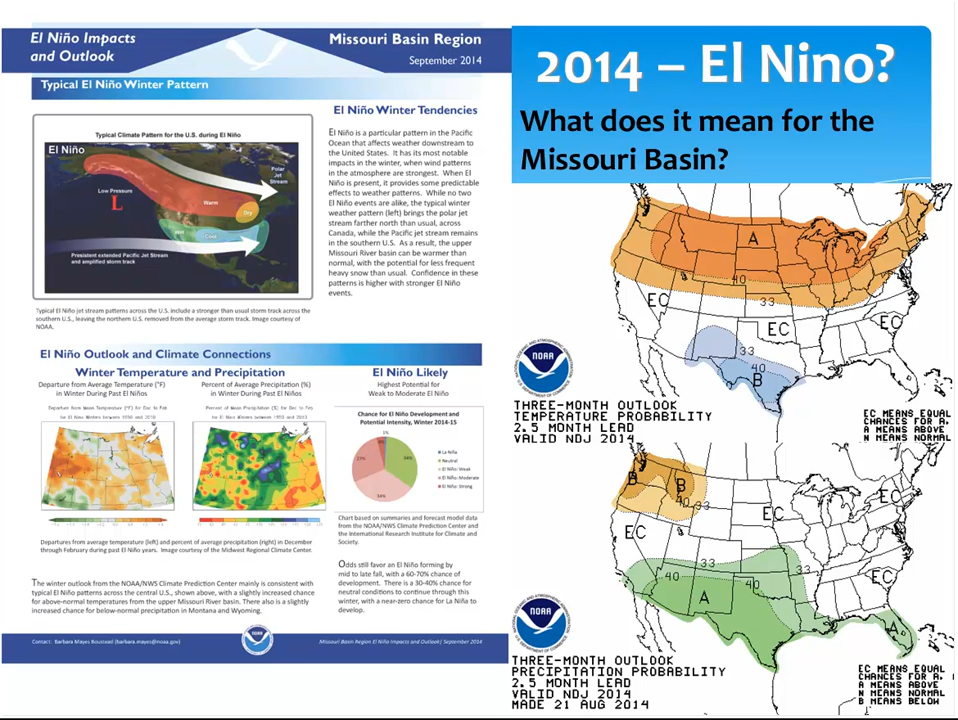 El Niño Impacts
and Outlook
Missouri Basin Region
September 2014
Typical El Niño Winter Pattern
Typical Climate Pattern for the U.S. during El Niño
El Niño
Polar
Jet
Stream
Low Pressure
L
Warm
Dry
Wet
Cool
Presistent extended Pacific Jet Stream
and amplified storm track
Typical El Niño jet stream patterns across the U.S. include a stronger than usual storm track across the
southern U.S., leaving the northern U.S. removed from the average storm track. Image courtesy of
NOAA.
El Niño Winter Tendencies
El Niño is a particular pattern in the Pacific
Ocean that affects weather downstream to
the United States. It has its most notable
impacts in the winter, when wind patterns
in the atmosphere are strongest. When El
Niño is present, it provides some predictable
effects to weather patterns. While no two
El Niño events are alike, the typical winter
weather pattern (left) brings the polar jet
stream farther north than usual, across
Canada, while the Pacific jet stream remains
in the southern U.S. As a result, the upper
Missouri River basin can be warmer than
normal, with the potential for less frequent
heavy snow than usual. Confidence in these
patterns is higher with stronger El Niño
events.
El Niño Outlook and Climate Connections
Winter Temperature and Precipitation
Departure from Average Temperature (°F)
in Winter During Past El Niños
Percent of Average Precipitation (%)
in Winter During Past El Niños
Departures from average temperature (left) and percent of average precipitation (right) in December
through February during past El Niño years. Image courtesy of the Midwest Regional Climate Center.
The winter outlook from the NOAA/NWS Climate Prediction Center mainly is consistent with
typical El Niño patterns across the central U.S., shown above, with a slightly increased chance
for above-normal temperatures from the upper Missouri River basin. There also is a slightly
increased chance for below-normal precipitation in Montana and Wyoming.
El Niño Likely
Highest Potential for
Weak to Moderate El Niño
Chance for El Niño Development and
Potential Intensity, Winter 2014-15
1%
La Niña
Neutral
El Niño: Weak
El Niño: Moderate
El Niño: Strong
Chart based on summaries and forecast model data
from the NOAA/NWS Climate Prediction Center and
the International Research Institute for Climate and
Society.
Odds still favor an El Niño forming by
mid to late fall, with a 60-70% chance of
development. There is a 30-40% chance for
neutral conditions to continue through this
winter, with a near-zero chance for La Niña to
develop.
Contact: Barbara Mayes Boustead (barbara.mayes@noaa.gov)
NOAA
Missouri Basin Region El Niño Impacts and Outlook| September 2014
2014 – El Nino?
What does it mean for the
Missouri Basin?
A
40
33
EC
EC
EC
33
40
B
NOAA
THREE-MONTH OUTLOOK
TEMPERATURE PROBABILITY
2.5 MONTH LEAD
VALID NDJ 2014
EC MEANS EQUAL
CHANCES FOR A,
A MEANS ABOVE
N MEANS NORMAL
B
B
40
33
EC
EC
EC
33
33
40
40
EC
A
A
NOAA
THREE-MONTH OUTLOOK
PRECIPITATION PROBABILITY
2.5 MONTH LEAD
VALID NDJ 2014
MADE 21 AUG 2014
EC MEANS EQUAL
CHANCES FOR A,
A MEANS ABOVE
N MEANS NORMAL
B MEANS BELOW